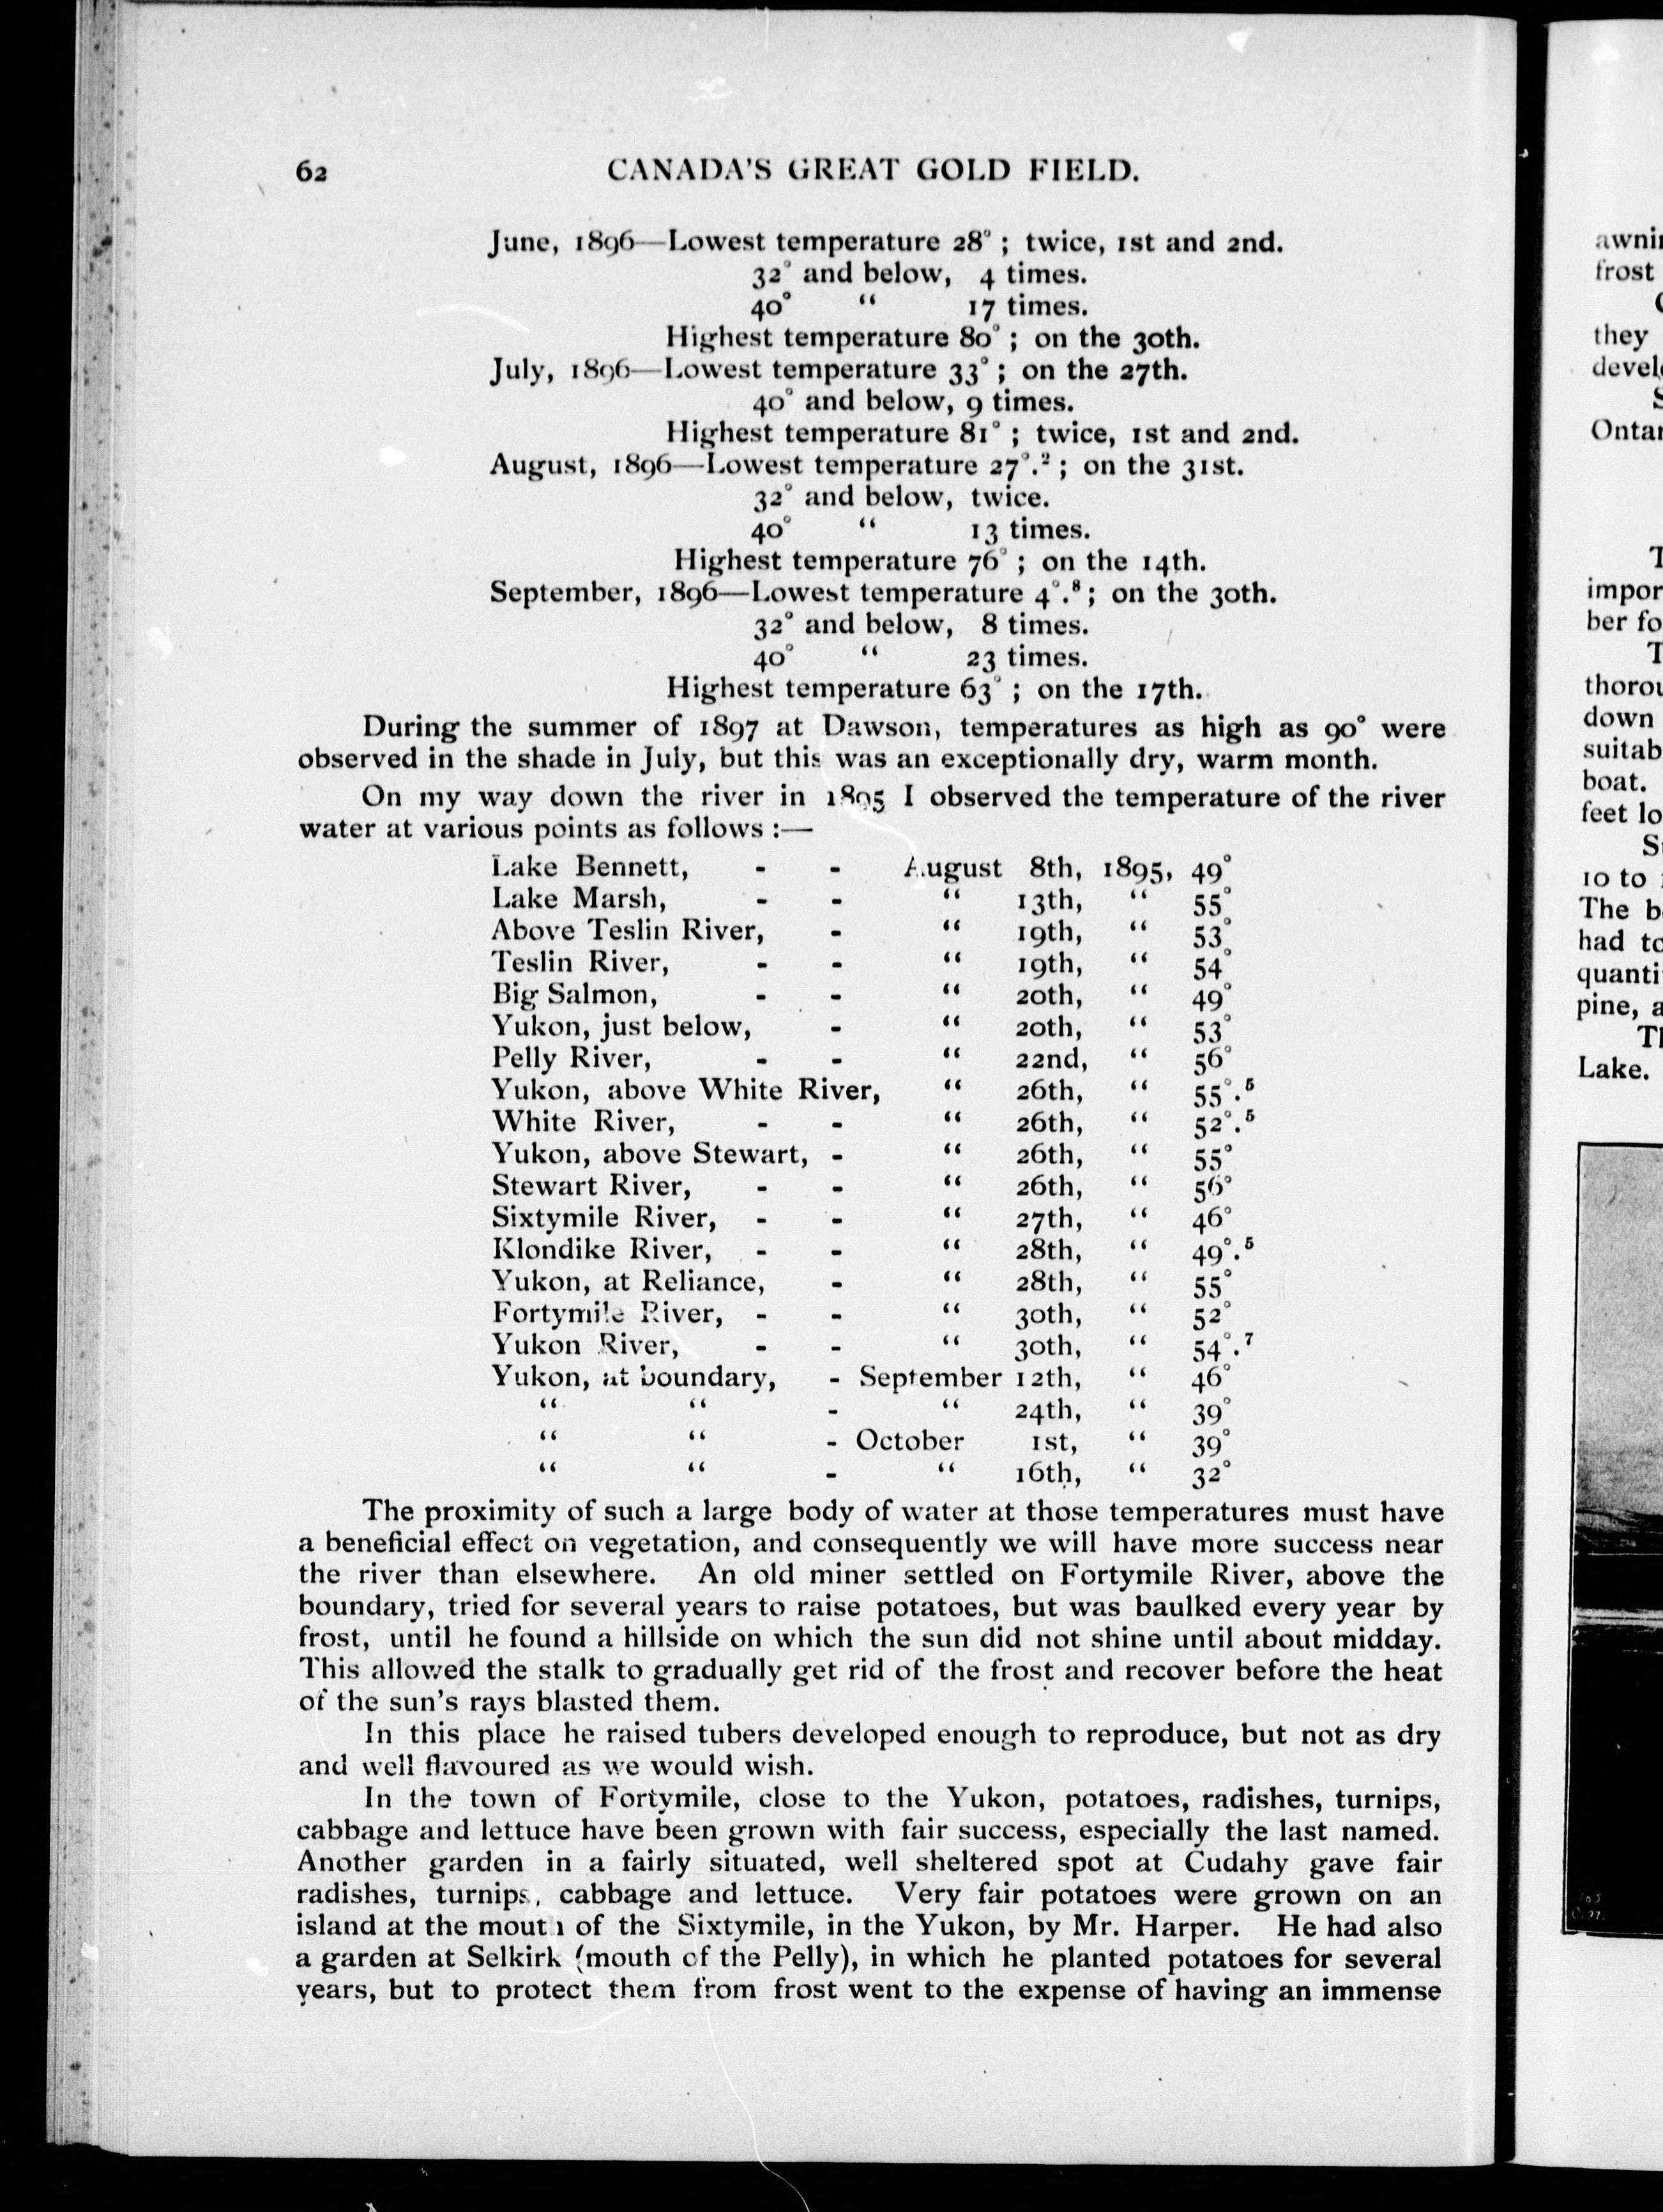 62 CANADA'S GREAT GOLD FIELD.
June, 1896—Lowest temperature 28° ; twice, 1st and 2nd.
32° and below, 4 times.
40° “ 17 times.
Highest temperature 80° ; on the 30th.
July, 1896—Lowest temperature 33° ; on the 27th.
40° and below, 9 times.
Highest temperature 81° ; twice, 1st and 2nd.
August, 1896—Lowest temperature 27°.² ; on the 31st.
32° and below, twice.
40° “ 13 times.
Highest temperature 76° ; on the 14th.
September, 1896—Lowest temperature 4°.⁸ ; on the 30th.
32° and below, 8 times.
40° “ 23 times.
Highest temperature 63° ; on the 17th.
During the summer of 1897 at Dawson, temperatures as high as 90° were
observed in the shade in July, but this was an exceptionally dry, warm month.
On my way down the river in 1895 I observed the temperature of the river
water at various points as follows :—
Lake Bennett, - - August 8th, 1895, 49°
Lake Marsh, - - “ 13th, “ 55°
Above Teslin River, - “ 19th, “ 53°
Teslin River, - - “ 19th, “ 54°
Big Salmon, - - “ 20th, “ 49°
Yukon, just below, - “ 20th, “ 53°
Pelly River, - - “ 22nd, “ 56°
Yukon, above White River, “ 26th, “ 55°.⁵
White River, - - “ 26th, “ 52°.⁵
Yukon, above Stewart, - “ 26th, “ 55°
Stewart River, - - “ 26th, “ 56°
Sixtymile River, - - “ 27th, “ 46°
Klondike River, - - “ 28th, “ 49°.⁵
Yukon, at Reliance, - “ 28th, “ 55°
Fortymile River, - - “ 30th, “ 52°
Yukon River, - - “ 30th, “ 54°.⁷
Yukon, at boundary, - September 12th, “ 46°
“ “ - “ 24th, “ 39°
“ “ - October 1st, “ 39°
“ “ - “ 16th, “ 32°
The proximity of such a large body of water at those temperatures must have
a beneficial effect on vegetation, and consequently we will have more success near
the river than elsewhere. An old miner settled on Fortymile River, above the
boundary, tried for several years to raise potatoes, but was baulked every year by
frost, until he found a hillside on which the sun did not shine until about midday.
This allowed the stalk to gradually get rid of the frost and recover before the heat
of the sun's rays blasted them.
In this place he raised tubers developed enough to reproduce, but not as dry
and well flavoured as we would wish.
In the town of Fortymile, close to the Yukon, potatoes, radishes, turnips,
cabbage and lettuce have been grown with fair success, especially the last named.
Another garden in a fairly situated, well sheltered spot at Cudahy gave fair
radishes, turnips, cabbage and lettuce. Very fair potatoes were grown on an
island at the mouth of the Sixtymile, in the Yukon, by Mr. Harper. He had also
a garden at Selkirk (mouth of the Pelly), in which he planted potatoes for several
years, but to protect them from frost went to the expense of having an immense
frost
they
down
boat.
feet lo
10 to
The b
had to
pine, a
Lake.